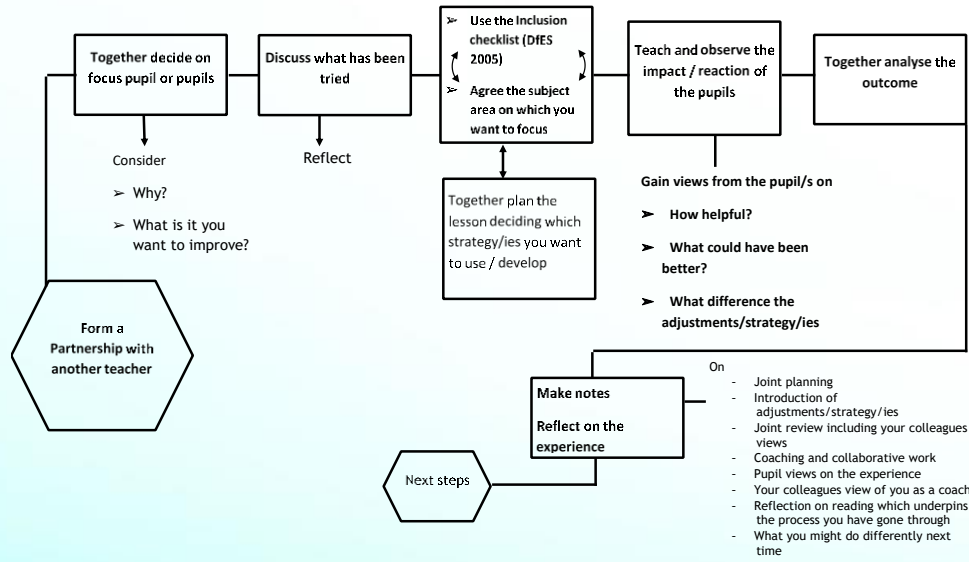 Together decide on
focus pupil or pupils
Consider
➢ Why?
➢ What is it you
want to improve?
Form a
Partnership with
another teacher
Discuss what has been
tried
Reflect
➢ Use the Inclusion
checklist (DfES
2005)
➢ Agree the subject
area on which you
want to focus
Together plan the
lesson deciding which
strategy/ies you want
to use / develop
Teach and observe the
impact / reaction of
the pupils
Gain views from the pupil/s on
➢ How helpful?
➢ What could have been
better?
➢ What difference the
adjustments/strategy/ies
Together analyse the
outcome
Make notes
Reflect on the
experience
On
- Joint planning
- Introduction of
adjustments/strategy/ies
- Joint review including your colleagues
views
- Coaching and collaborative work
- Pupil views on the experience
- Your colleagues view of you as a coach
- Reflection on reading which underpins
the process you have gone through
- What you might do differently next
time
Next steps